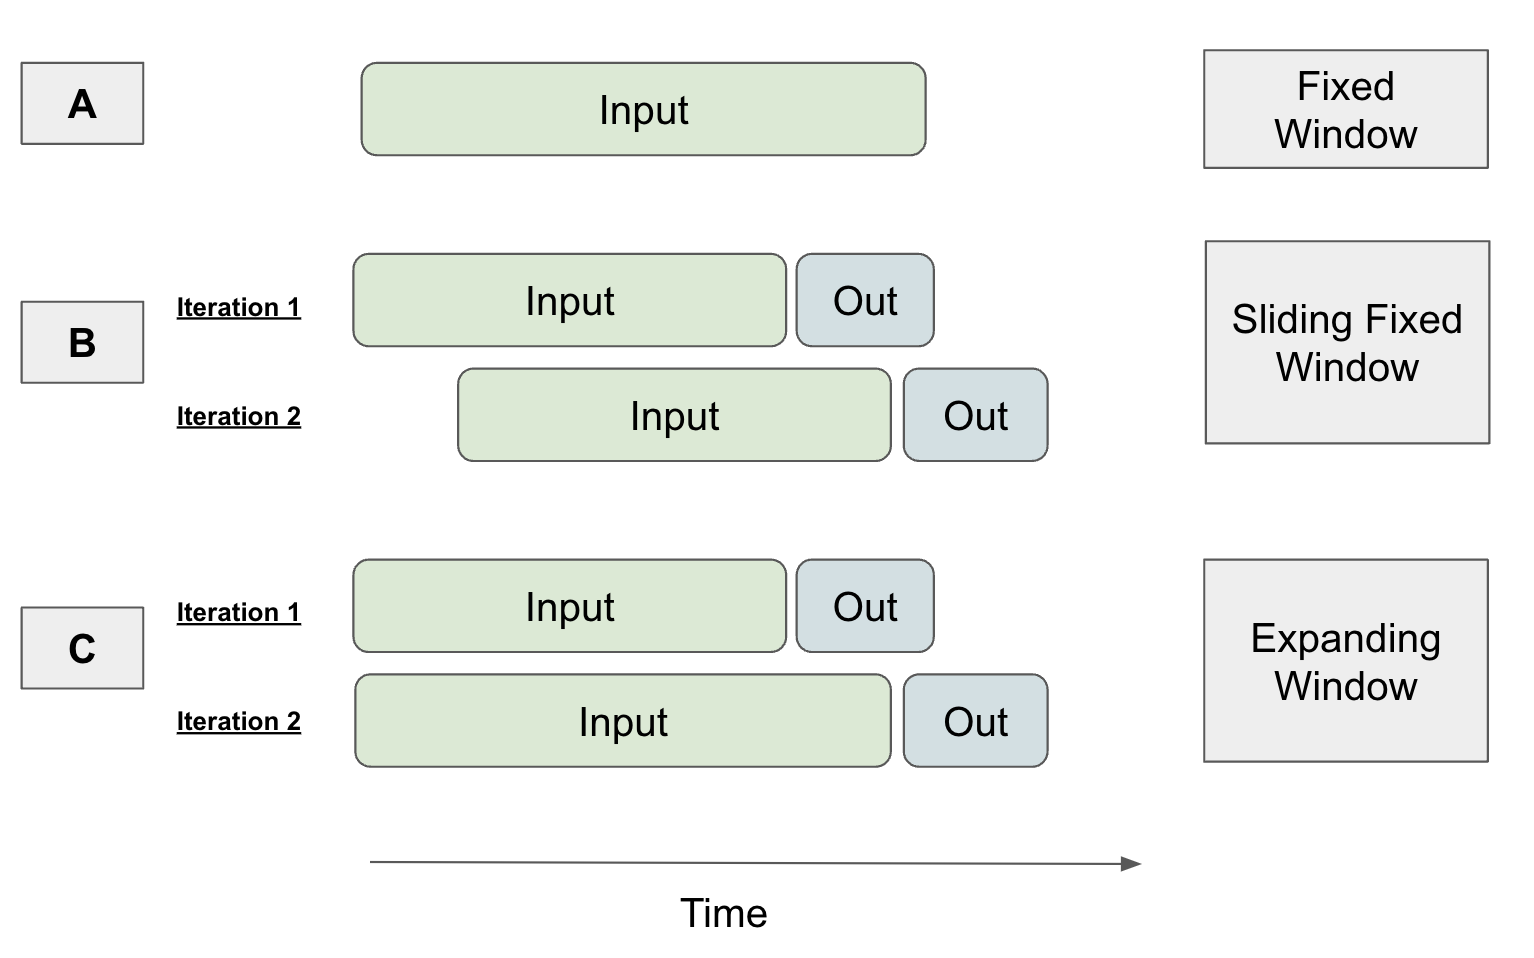 A
Input
Fixed
Window
B
Iteration 1
Input
Out
Iteration 2
Input
Out
Sliding Fixed
Window
C
Iteration 1
Input
Out
Iteration 2
Input
Out
Expanding
Window
Time